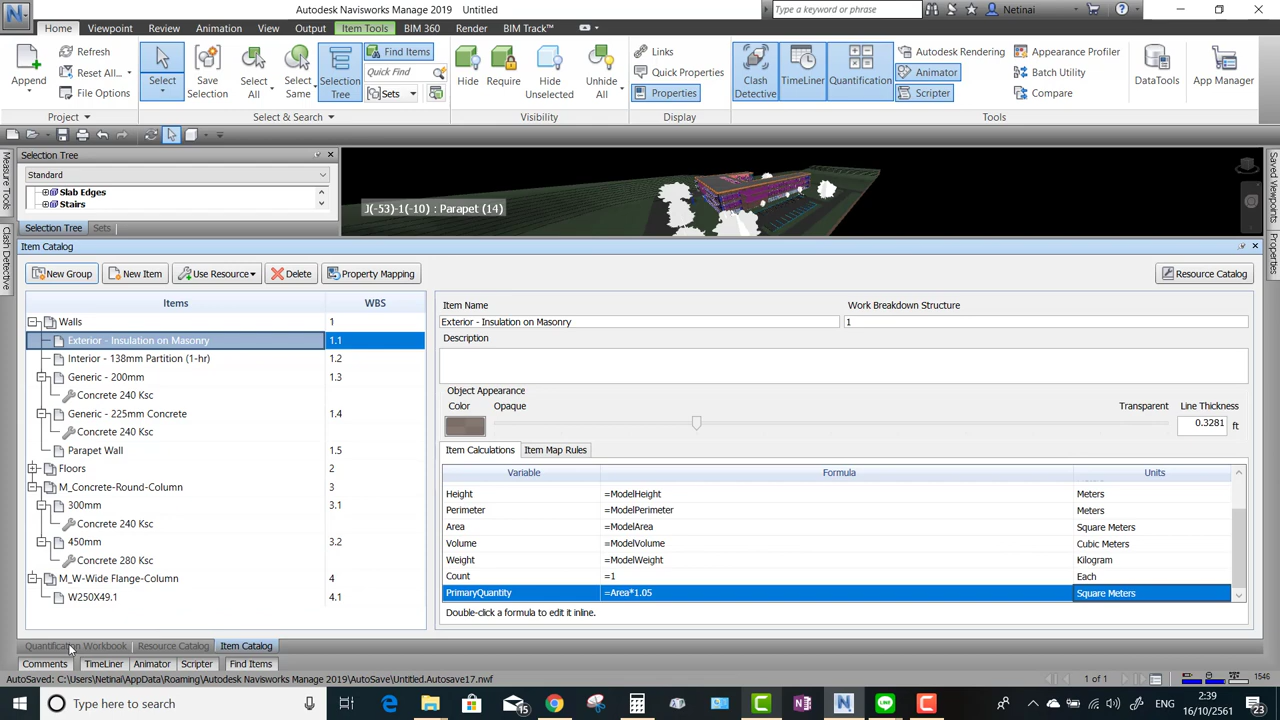 Autodesk Navisworks Manage 2019 Untitled
Type a keyword or phrase
Netinai
Home Viewpoint Review Animation View Output Item Tools BIM 360 Render BIM Track™
Append
Refresh
Reset All...
File Options
Project
Select
Save Selection
Select All
Select Same
Selection Tree
Find Items
Quick Find
Sets
Select & Search
Hide
Require
Hide Unselected
Unhide All
Visibility
Links
Quick Properties
Properties
Display
Clash Detective
TimeLiner
Quantification
Autodesk Rendering
Animator
Scripter
Appearance Profiler
Batch Utility
Compare
DataTools
App Manager
Tools
Measure Tools
Clash Detective
Saved Viewpoints
Properties
Selection Tree
Standard
Slab Edges
Stairs
Selection Tree Sets
J(-53)-1(-10) : Parapet (14)
Item Catalog
New Group New Item Use Resource Delete Property Mapping Resource Catalog
Items WBS
Walls 1
Exterior - Insulation on Masonry 1.1
Interior - 138mm Partition (1-hr) 1.2
Generic - 200mm 1.3
Concrete 240 Ksc
Generic - 225mm Concrete 1.4
Concrete 240 Ksc
Parapet Wall 1.5
Floors 2
M_Concrete-Round-Column 3
300mm 3.1
Concrete 240 Ksc
450mm 3.2
Concrete 280 Ksc
M_W-Wide Flange-Column 4
W250X49.1 4.1
Item Name Work Breakdown Structure
Exterior - Insulation on Masonry 1
Description
Object Appearance
Color Opaque Transparent Line Thickness
0.3281 ft
Item Calculations Item Map Rules
Variable Formula Units
Height =ModelHeight Meters
Perimeter =ModelPerimeter Meters
Area =ModelArea Square Meters
Volume =ModelVolume Cubic Meters
Weight =ModelWeight Kilogram
Count =1 Each
PrimaryQuantity =Area*1.05 Square Meters
Double-click a formula to edit it inline.
Quantification Workbook Resource Catalog Item Catalog
Comments TimeLiner Animator Scripter Find Items
AutoSaved: C:\Users\Netinai\AppData\Roaming\Autodesk Navisworks Manage 2019\AutoSave\Untitled.Autosave17.nwf
1 of 1
1546
Type here to search
15
ENG
2:39
16/10/2561
23